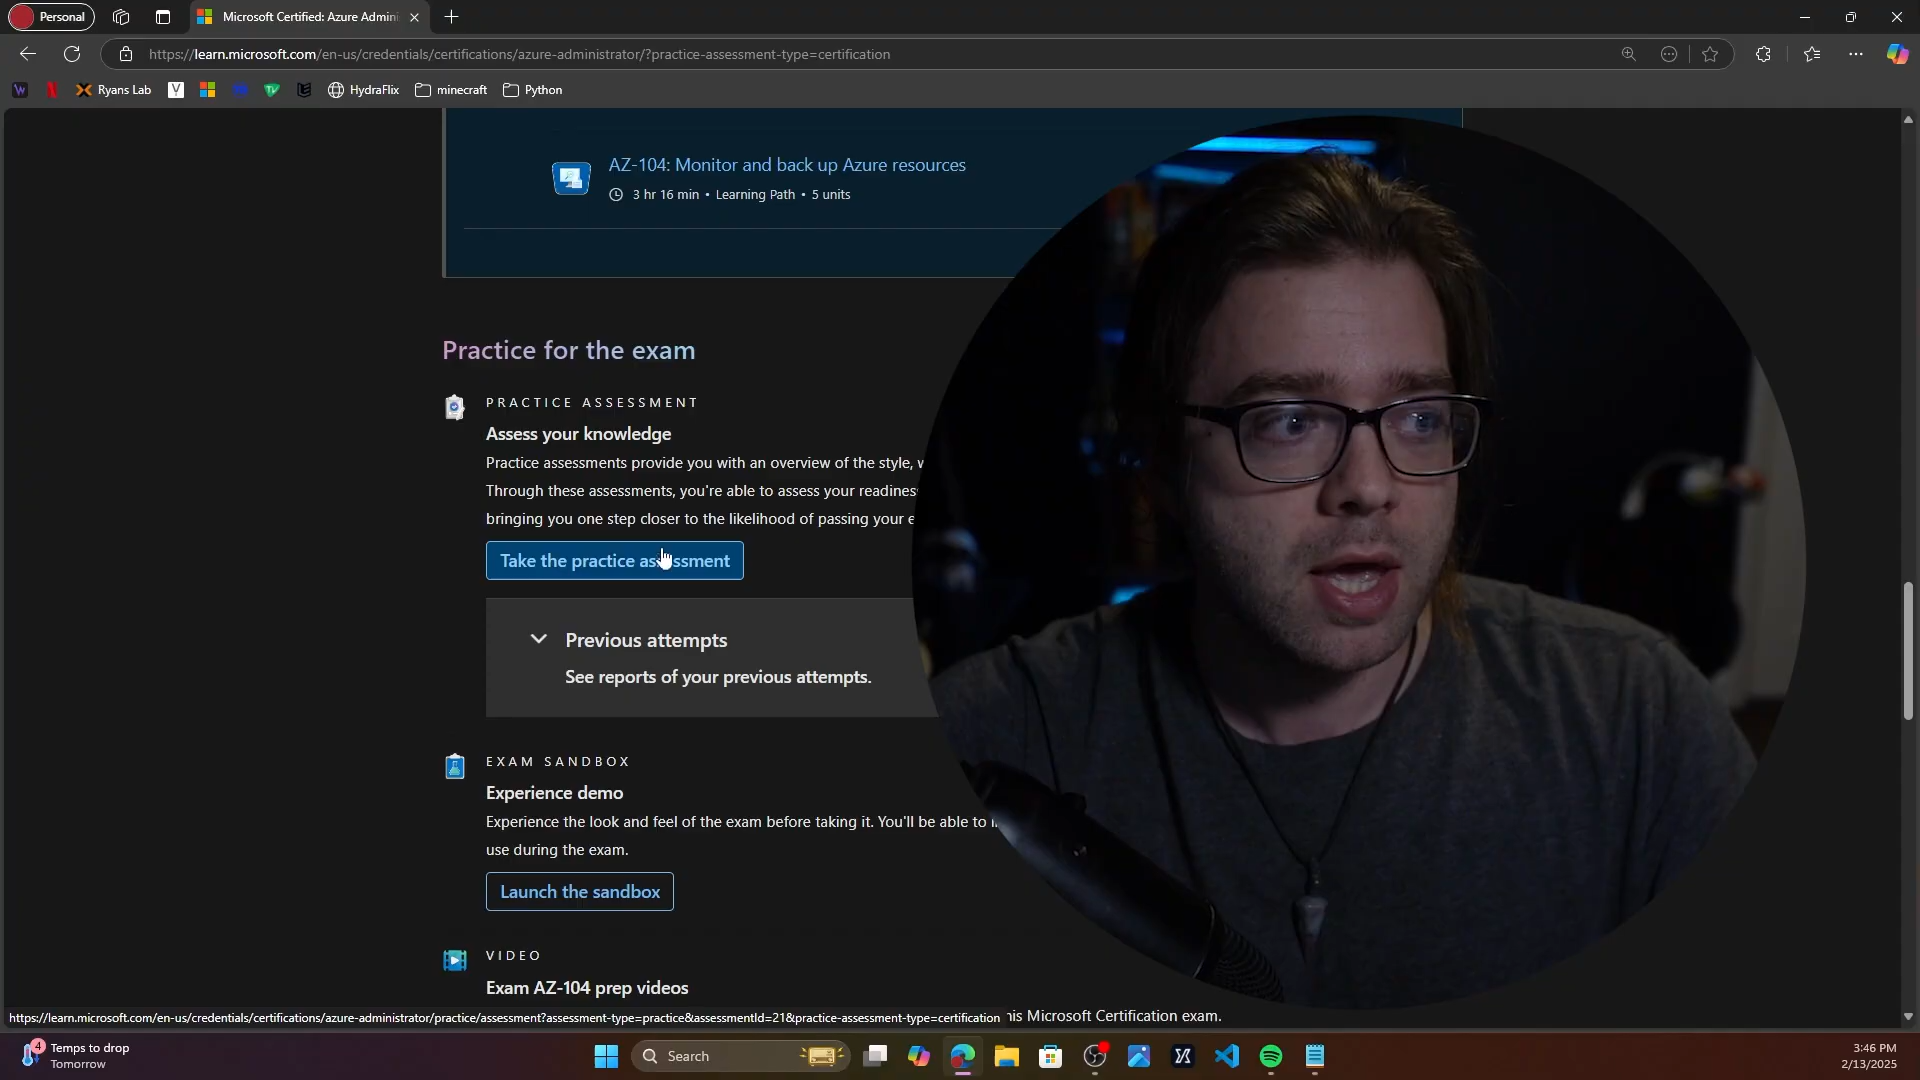 Personal
Microsoft Certified: Azure Admini
https://learn.microsoft.com/en-us/credentials/certifications/azure-administrator/?practice-assessment-type=certification
Ryans Lab
HydraFlix
minecraft
Python
AZ-104: Monitor and back up Azure resources
3 hr 16 min • Learning Path • 5 units
Practice for the exam
PRACTICE ASSESSMENT
Assess your knowledge
Practice assessments provide you with an overview of the style,
Through these assessments, you're able to assess your readiness
bringing you one step closer to the likelihood of passing your
Take the practice assessment
Previous attempts
See reports of your previous attempts.
EXAM SANDBOX
Experience demo
Experience the look and feel of the exam before taking it. You'll be able to
use during the exam.
Launch the sandbox
VIDEO
Exam AZ-104 prep videos
https://learn.microsoft.com/en-us/credentials/certifications/azure-administrator/practice/assessment?assessment-type=practice&assessmentId=21&practice-assessment-type=certification
his Microsoft Certification exam.
4
Temps to drop
Tomorrow
Search
3:46 PM
2/13/2025